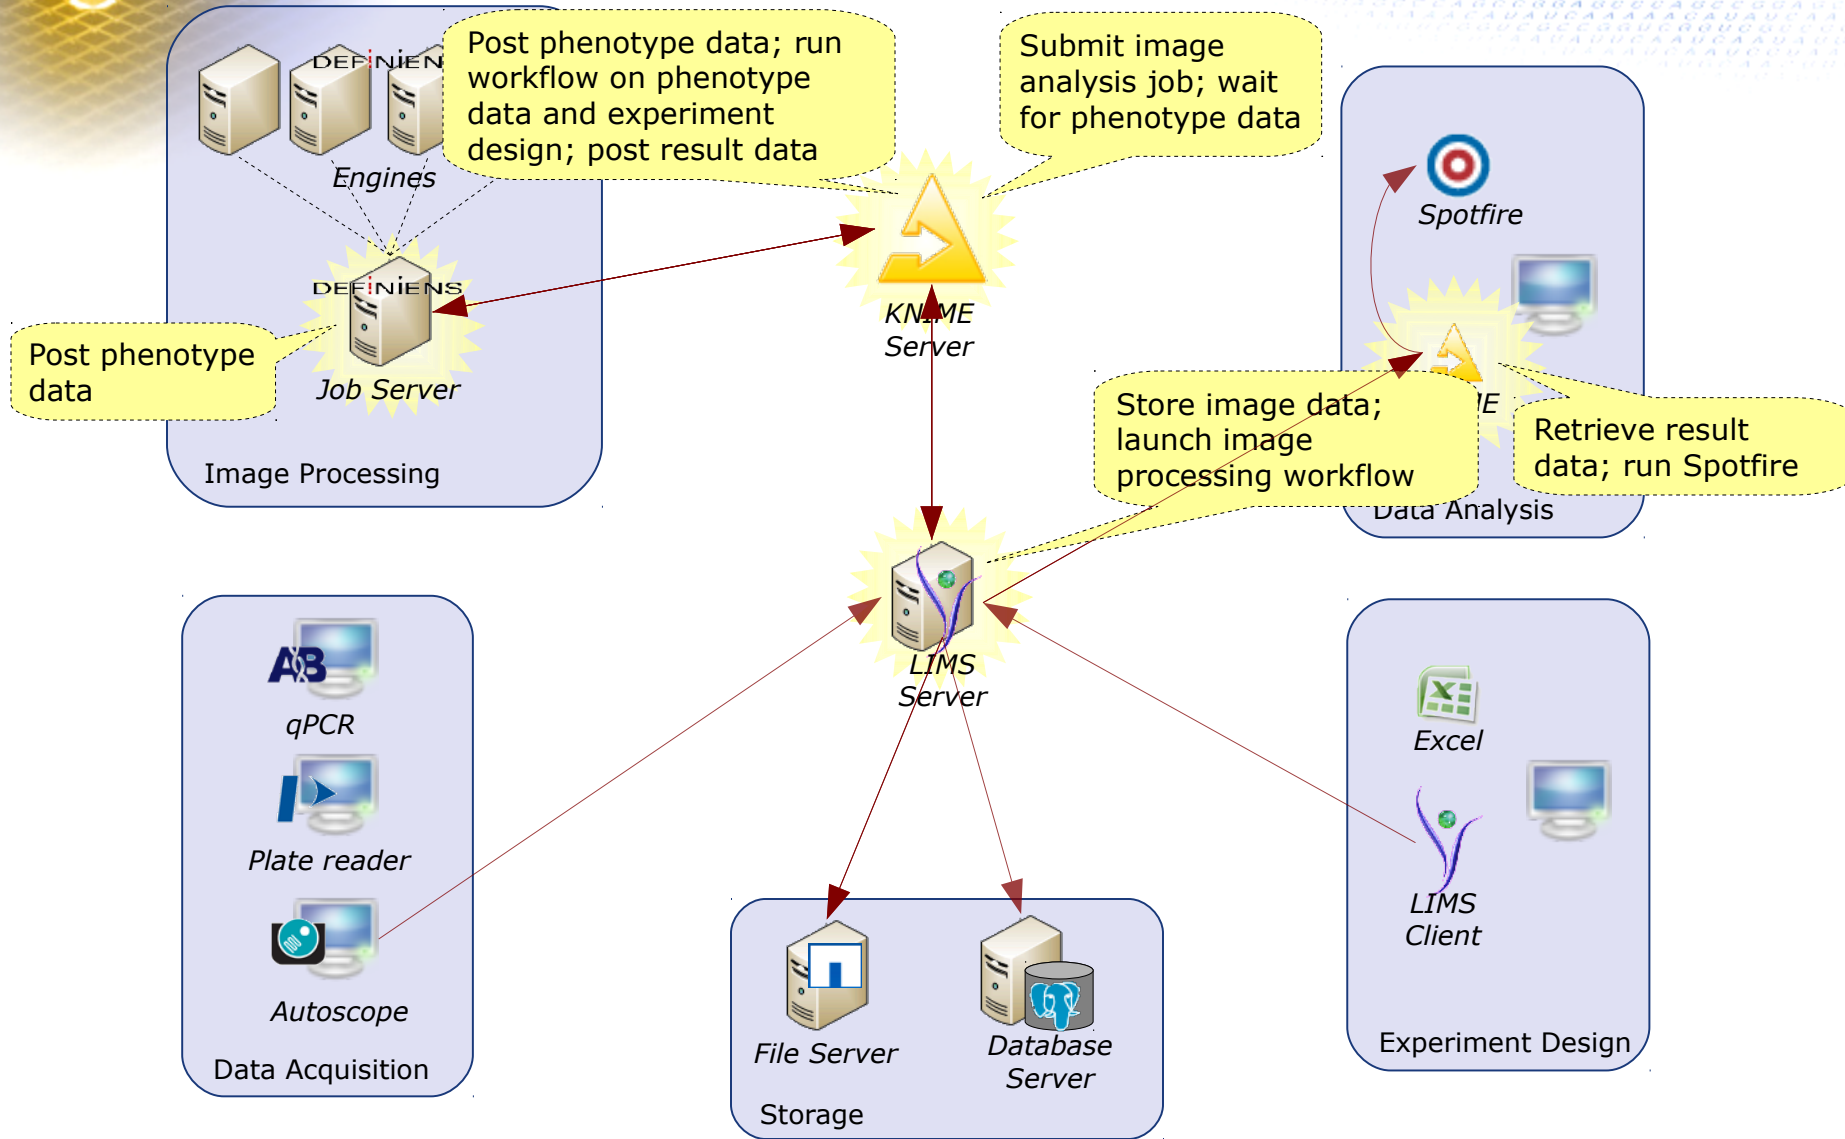 DEFINIEN
Engines
Post phenotype data; run
workflow on phenotype
data and experiment
design; post result data
Submit image
analysis job; wait
for phenotype data
Spotfire
DEFINIENS
Job Server
Post phenotype
data
Image Processing
KNIME
Server
Store image data;
launch image
processing workflow
ME
Retrieve result
data; run Spotfire
Data Analysis
LIMS
Server
AB
qPCR
Plate reader
Autoscope
Data Acquisition
File Server
Database
Server
Storage
Excel
LIMS
Client
Experiment Design